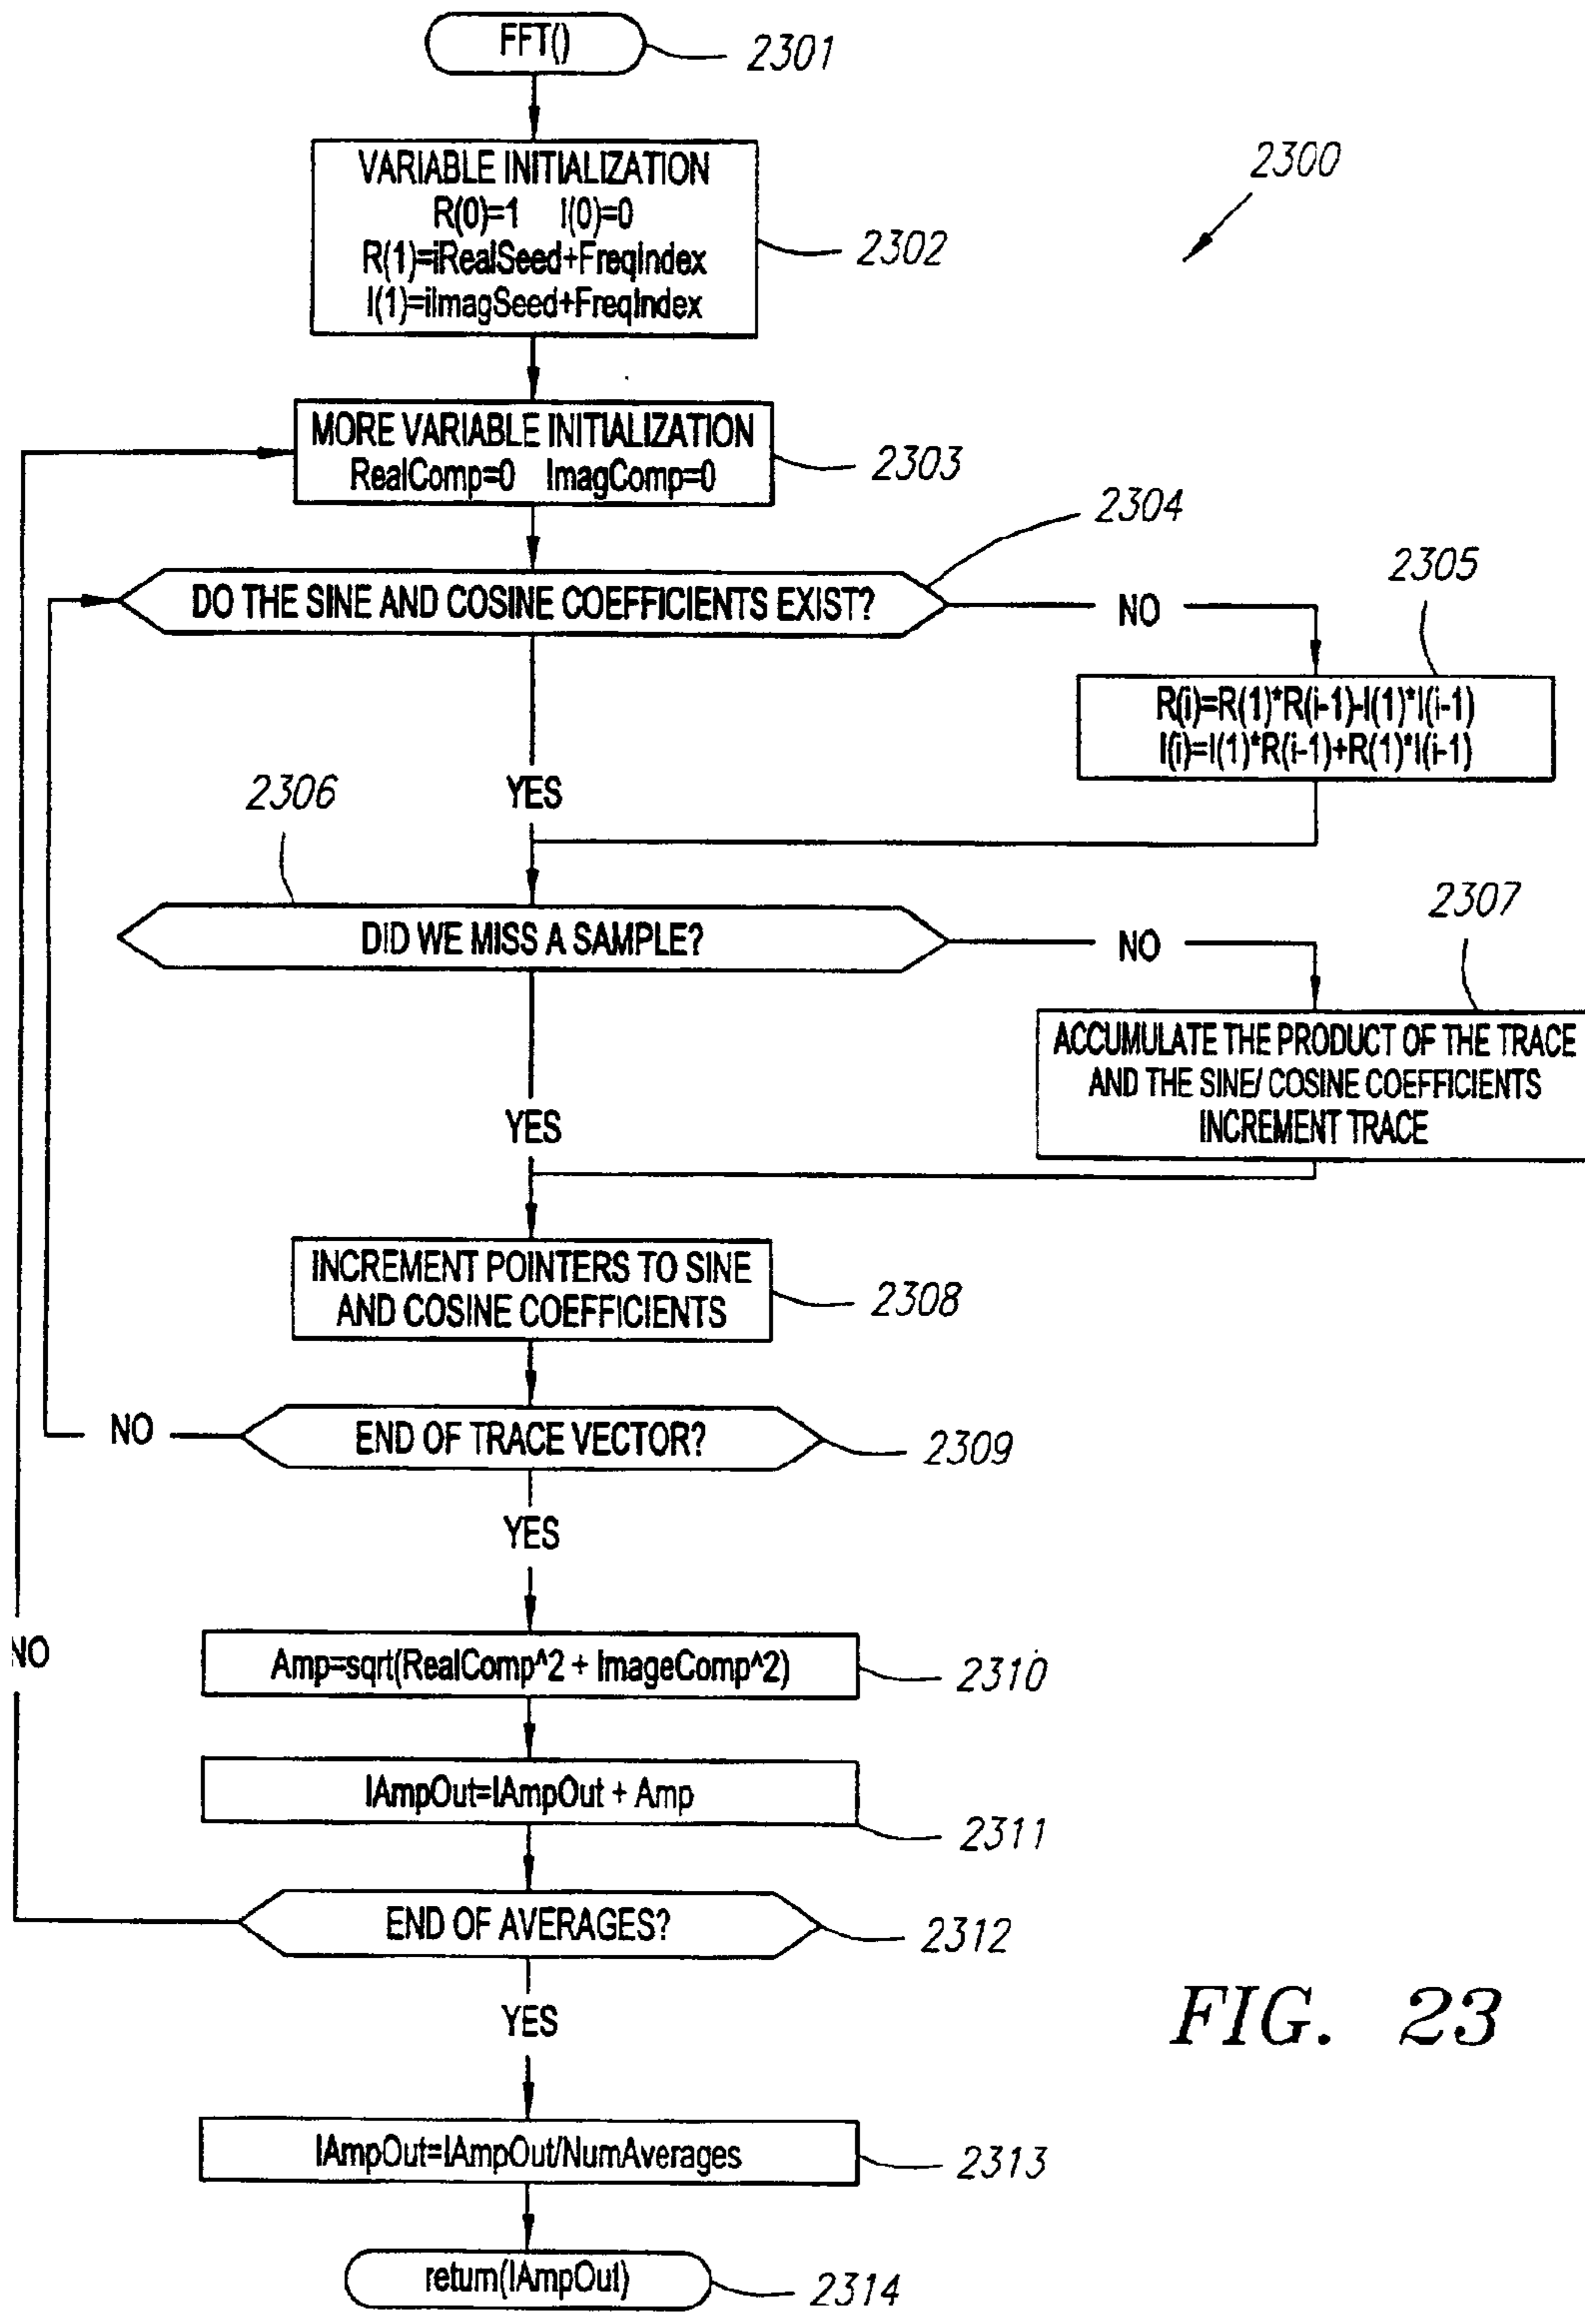 FFT()
2301
2300
VARIABLE INITIALIZATION
R(0)=1 I(0)=0
R(1)=iRealSeed+FreqIndex
I(1)=iImagSeed+FreqIndex
2302
MORE VARIABLE INITIALIZATION
RealComp=0 ImagComp=0
2303
2304
DO THE SINE AND COSINE COEFFICIENTS EXIST?
NO
2305
R(i)=R(1)*R(i-1)-I(1)*I(i-1)
I(i)=I(1)*R(i-1)+R(1)*I(i-1)
YES
2306
DID WE MISS A SAMPLE?
NO
2307
ACCUMULATE THE PRODUCT OF THE TRACE
AND THE SINE/ COSINE COEFFICIENTS
INCREMENT TRACE
YES
INCREMENT POINTERS TO SINE
AND COSINE COEFFICIENTS
2308
NO
END OF TRACE VECTOR?
2309
YES
NO
Amp=sqrt(RealComp^2 + ImageComp^2)
2310
lAmpOut=lAmpOut + Amp
2311
END OF AVERAGES?
2312
YES
FIG. 23
lAmpOut=lAmpOut/NumAverages
2313
return(lAmpOut)
2314